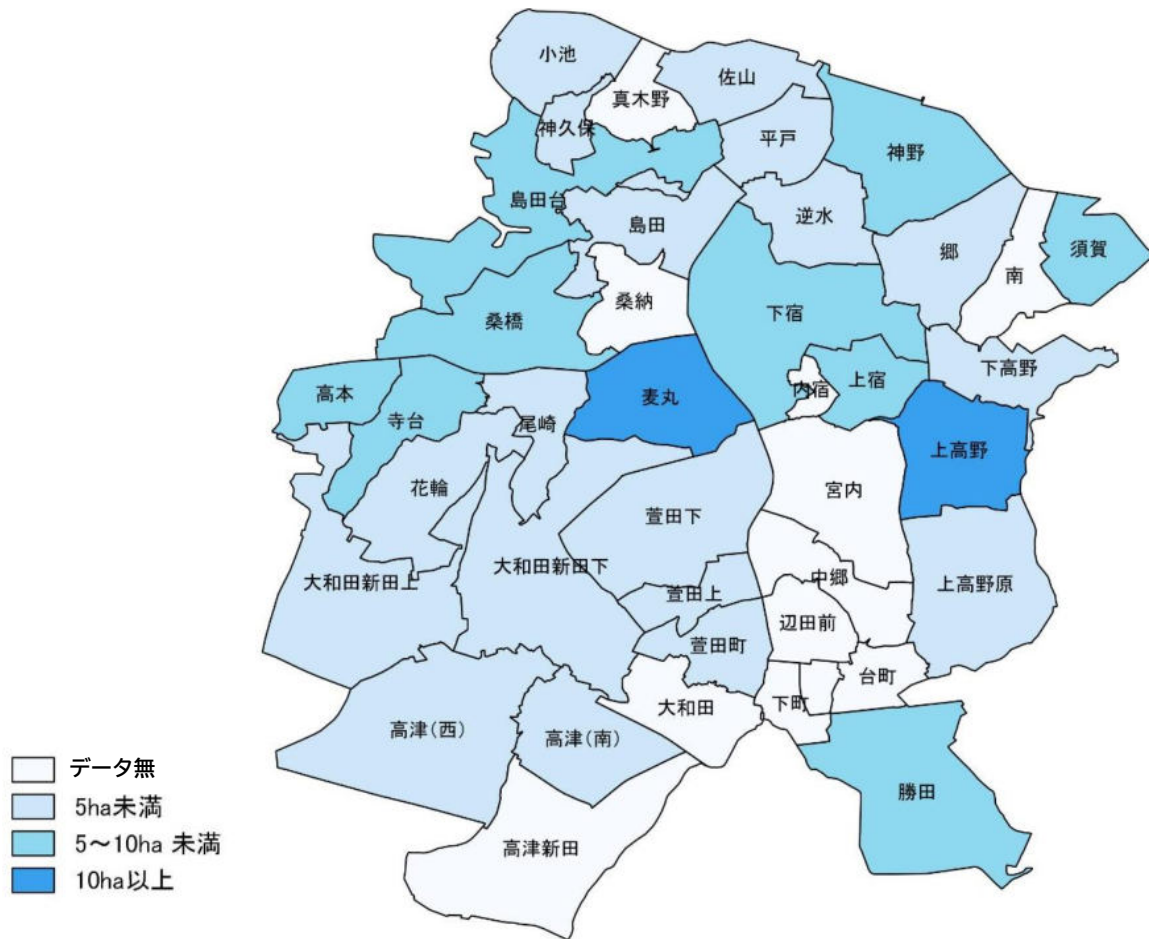 小池
佐山
真木野
神久保
平戸
神野
島田台
島田
逆水
郷
須賀
南
桑納
桑橋
下宿
下高野
上宿
内宿
高本
麦丸
寺台
尾崎
上高野
花輪
宮内
萱田下
大和田新田下
大和田新田上
中郷
上高野原
萱田上
辺田前
萱田町
台町
大和田
下町
高津(西)
高津(南)
勝田
高津新田
データ無
5ha未満
5～10ha 未満
10ha以上